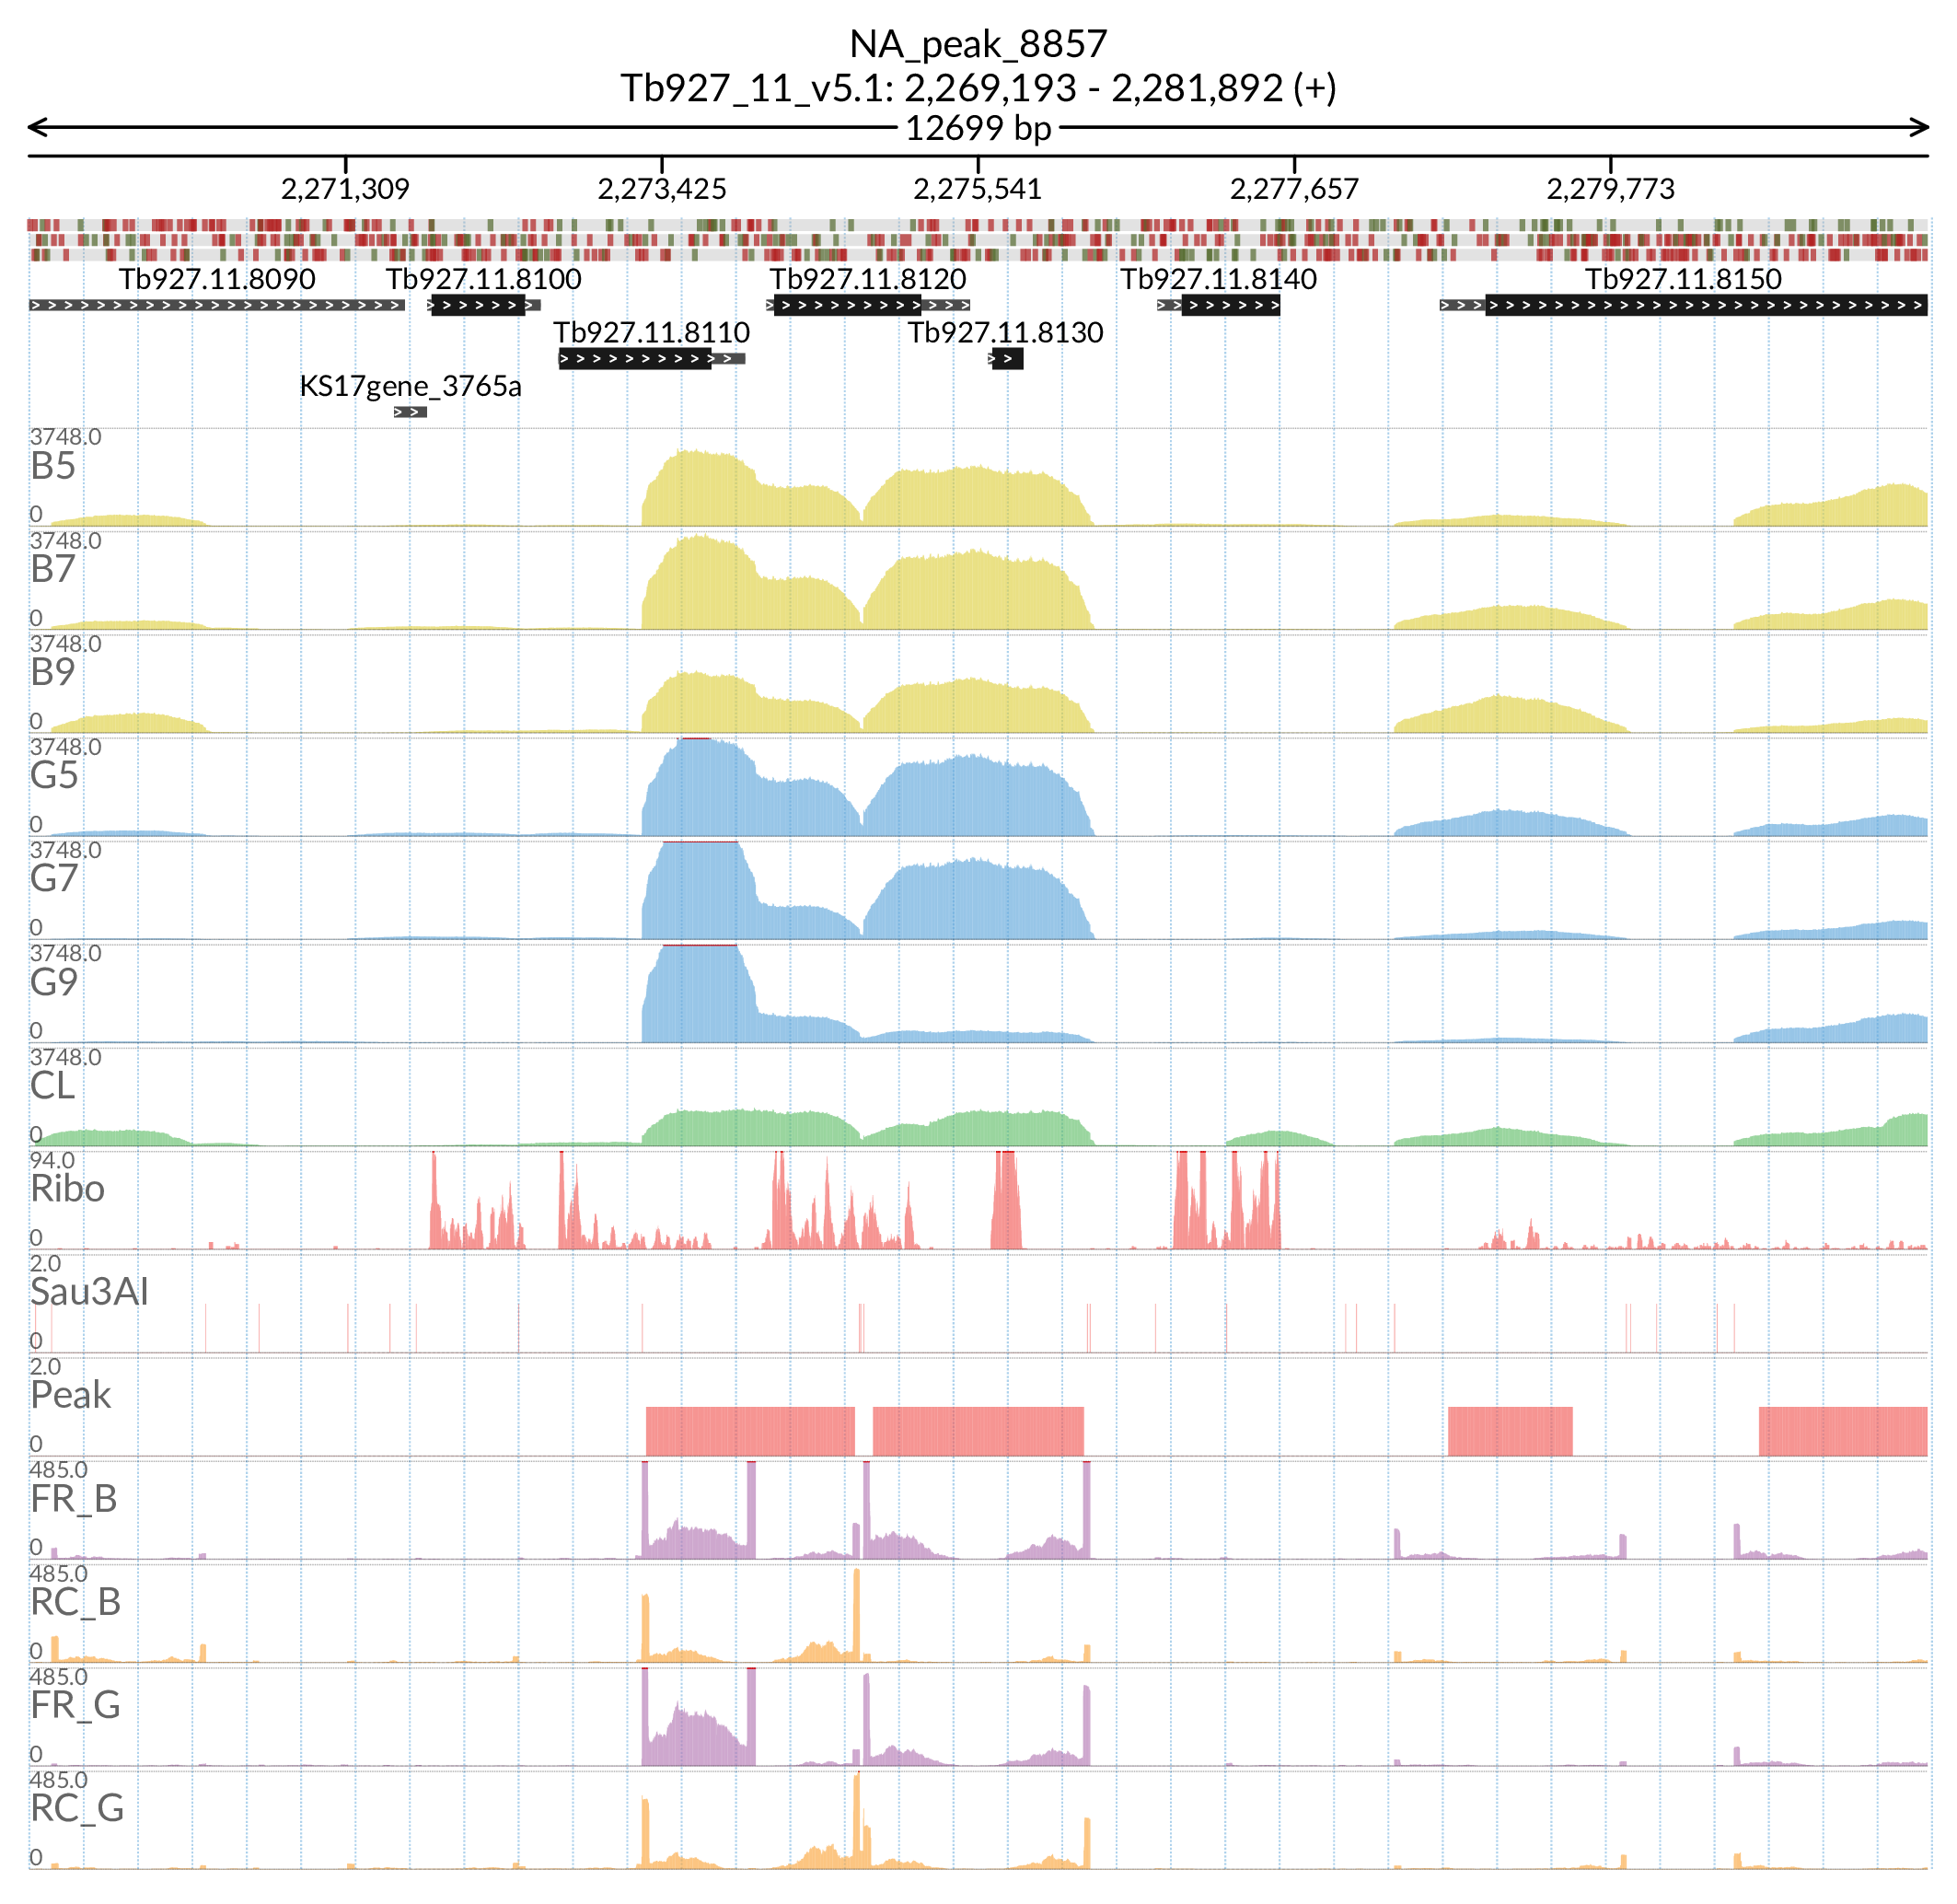 NA_peak_8857
Tb927_11_v5.1: 2,269,193 - 2,281,892 (+)
12699 bp
2,271,309 2,273,425 2,275,541 2,277,657 2,279,773
Tb927.11.8090 Tb927.11.8100 Tb927.11.8120 Tb927.11.8140 Tb927.11.8150
Tb927.11.8110 Tb927.11.8130
KS17gene_3765a
3748.0
B5
0
3748.0
B7
0
3748.0
B9
0
3748.0
G5
0
3748.0
G7
0
3748.0
G9
0
3748.0
CL
0
94.0
Ribo
0
2.0
Sau3AI
0
2.0
Peak
0
485.0
FR_B
0
485.0
RC_B
0
485.0
FR_G
0
485.0
RC_G
0